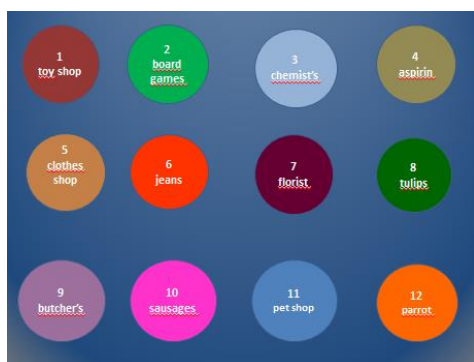 1
toy shop
2
board
games
3
chemist's
4
aspirin
5
clothes
shop
6
jeans
7
florist
8
tulips
9
butcher's
10
sausages
11
pet shop
12
parrot